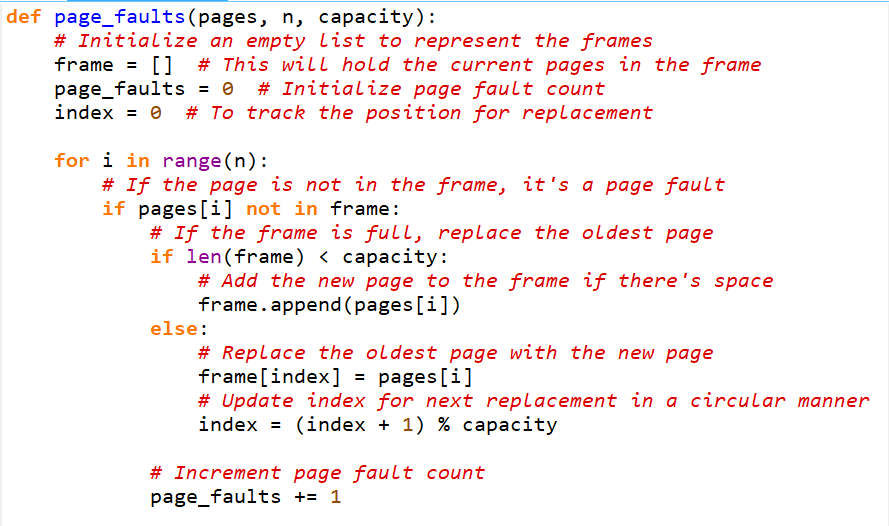 def page_faults(pages, n, capacity):
    # Initialize an empty list to represent the frames
    frame = []  # This will hold the current pages in the frame
    page_faults = 0  # Initialize page fault count
    index = 0  # To track the position for replacement

    for i in range(n):
        # If the page is not in the frame, it's a page fault
        if pages[i] not in frame:
            # If the frame is full, replace the oldest page
            if len(frame) < capacity:
                # Add the new page to the frame if there's space
                frame.append(pages[i])
            else:
                # Replace the oldest page with the new page
                frame[index] = pages[i]
                # Update index for next replacement in a circular manner
                index = (index + 1) % capacity

            # Increment page fault count
            page_faults += 1